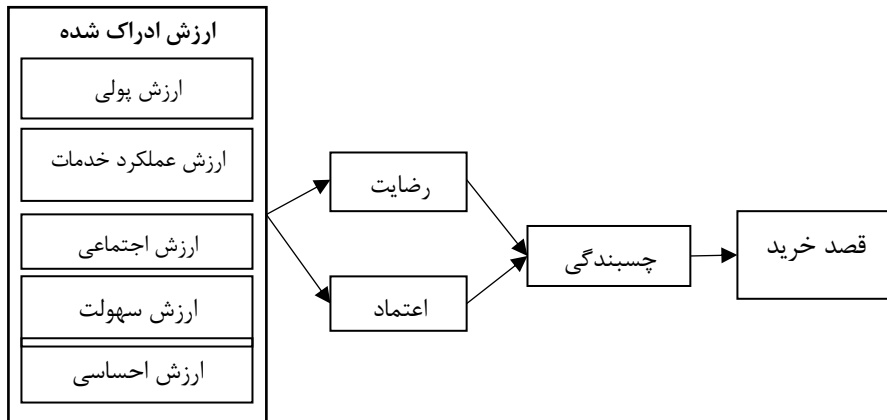 ارزش ادراک شده
ارزش پولی
ارزش عملکرد خدمات
ارزش اجتماعی
ارزش سهولت
ارزش احساسی
رضایت
اعتماد
چسبندگی
قصد خرید